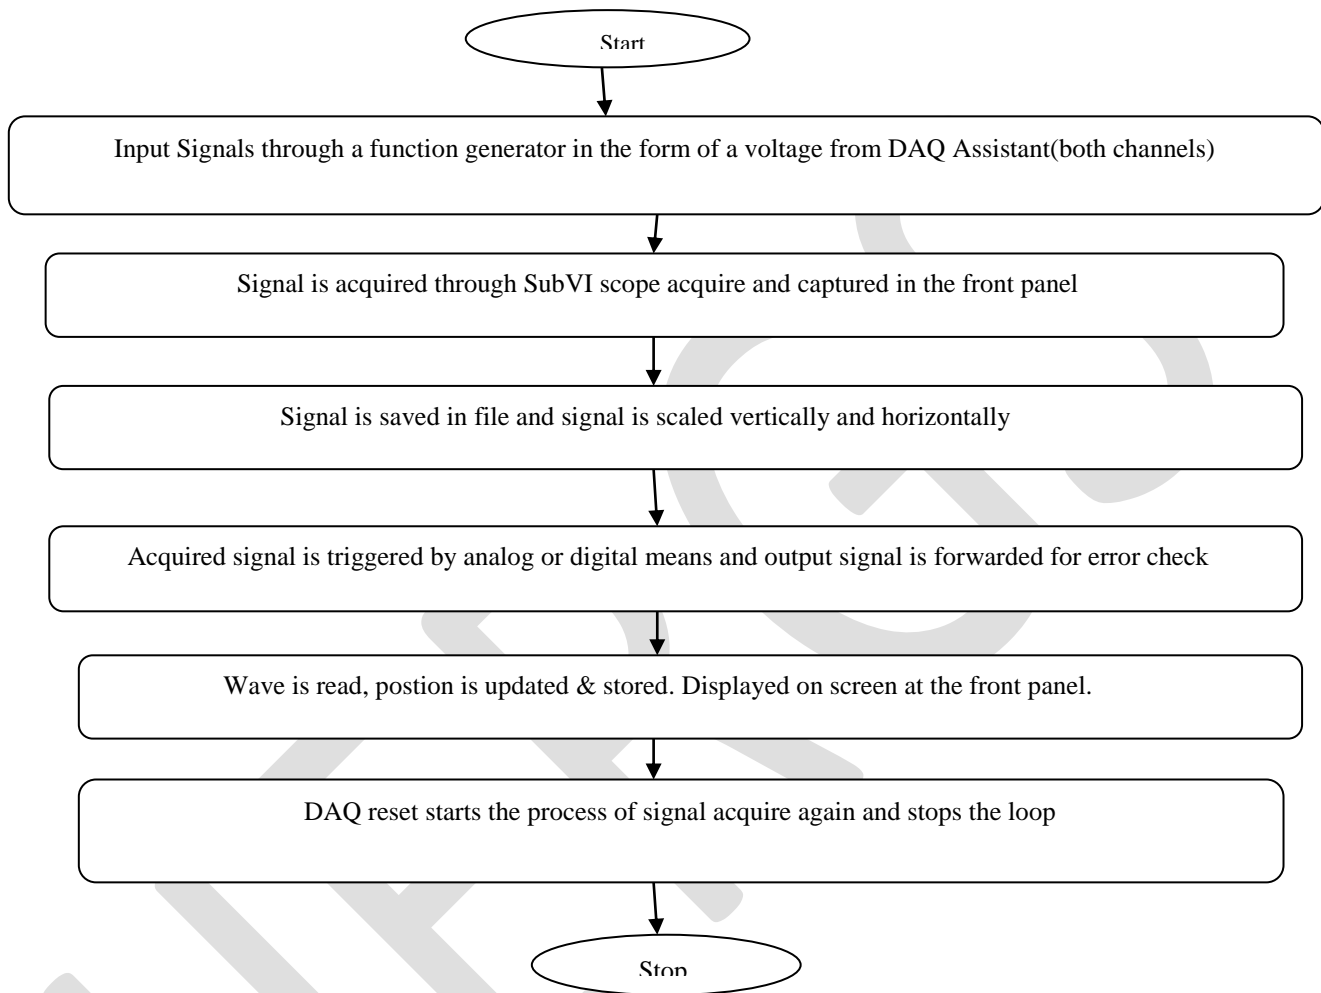 Start
Input Signals through a function generator in the form of a voltage from DAQ Assistant(both channels)
Signal is acquired through SubVI scope acquire and captured in the front panel
Signal is saved in file and signal is scaled vertically and horizontally
Acquired signal is triggered by analog or digital means and output signal is forwarded for error check
Wave is read, postion is updated & stored. Displayed on screen at the front panel.
DAQ reset starts the process of signal acquire again and stops the loop
Stop